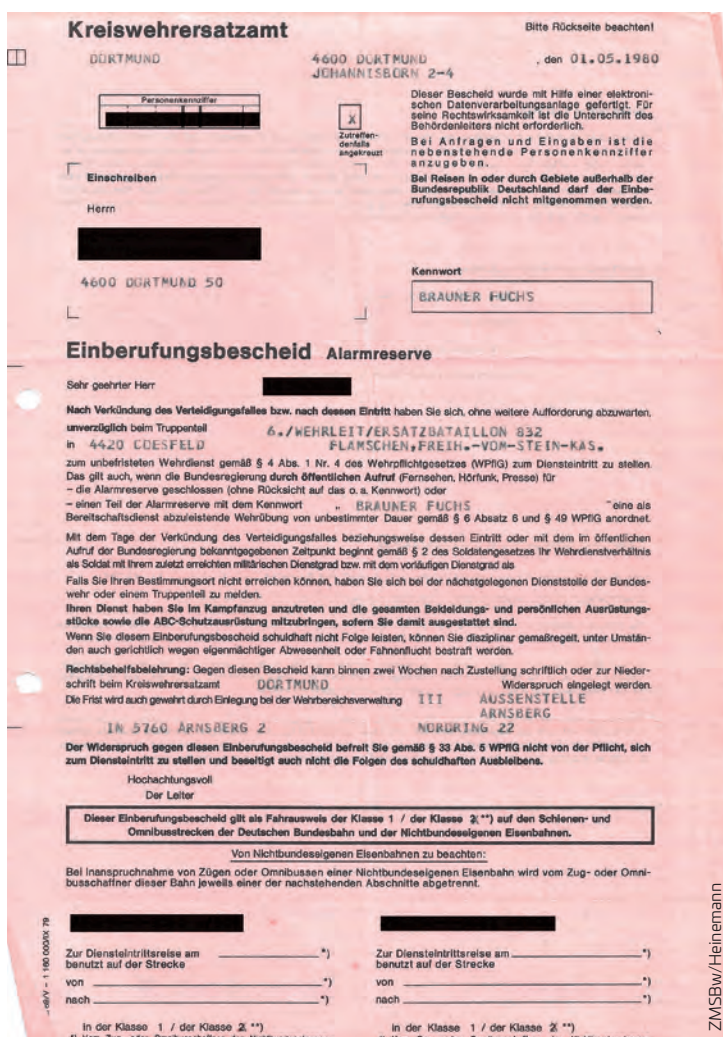 Kreiswehrersatzamt
Bitte Rückseite beachten!
DORTMUND
4600 DORTMUND
JOHANNISBORN 2-4
, den 01.05.1980
Personenkennziffer
X
Zutreffen-
denfalls
angekreuzt
Dieser Bescheid wurde mit Hilfe einer elektroni-
schen Datenverarbeitungsanlage gefertigt. Für
seine Rechtswirksamkeit ist die Unterschrift des
Behördenleiters nicht erforderlich.
Bei Anfragen und Eingaben ist die
nebenstehende Personenkennziffer
anzugeben.
Bei Reisen in oder durch Gebiete außerhalb der
Bundesrepublik Deutschland darf der Einbe-
rufungsbescheid nicht mitgenommen werden.
Einschreiben
Herrn
4600 DORTMUND 50
Kennwort
BRAUNER FUCHS
Einberufungsbescheid Alarmreserve
Sehr geehrter Herr
Nach Verkündung des Verteidigungsfalles bzw. nach dessen Eintritt haben Sie sich, ohne weitere Aufforderung abzuwarten,
unverzüglich beim Truppenteil 6./WEHRLEIT/ERSATZBATAILLON 832
in 4420 COESFELD FLAMSCHEN,FREIH.-VOM-STEIN-KAS.
zum unbefristeten Wehrdienst gemäß § 4 Abs. 1 Nr. 4 des Wehrpflichtgesetzes (WPflG) zum Diensteintritt zu stellen.
Das gilt auch, wenn die Bundesregierung durch öffentlichen Aufruf (Fernsehen, Hörfunk, Presse) für
– die Alarmreserve geschlossen (ohne Rücksicht auf das o. a. Kennwort) oder
– einen Teil der Alarmreserve mit dem Kennwort „ BRAUNER FUCHS “ eine als
Bereitschaftsdienst abzuleistende Wehrübung von unbestimmter Dauer gemäß § 6 Absatz 6 und § 49 WPflG anordnet.
Mit dem Tage der Verkündung des Verteidigungsfalles beziehungsweise dessen Eintritt oder mit dem im öffentlichen
Aufruf der Bundesregierung bekanntgegebenen Zeitpunkt beginnt gemäß § 2 des Soldatengesetzes Ihr Wehrdienstverhältnis
als Soldat mit Ihrem zuletzt erreichten militärischen Dienstgrad bzw. mit dem vorläufigen Dienstgrad als
Falls Sie Ihren Bestimmungsort nicht erreichen können, haben Sie sich bei der nächstgelegenen Dienststelle der Bundes-
wehr oder einem Truppenteil zu melden.
Ihren Dienst haben Sie im Kampfanzug anzutreten und die gesamten Bekleidungs- und persönlichen Ausrüstungs-
stücke sowie die ABC-Schutzausrüstung mitzubringen, sofern Sie damit ausgestattet sind.
Wenn Sie diesem Einberufungsbescheid schuldhaft nicht Folge leisten, können Sie disziplinar gemaßregelt, unter Umstän-
den auch gerichtlich wegen eigenmächtiger Abwesenheit oder Fahnenflucht bestraft werden.
Rechtsbehelfsbelehrung: Gegen diesen Bescheid kann binnen zwei Wochen nach Zustellung schriftlich oder zur Nieder-
schrift beim Kreiswehrersatzamt DORTMUND Widerspruch eingelegt werden.
Die Frist wird auch gewahrt durch Einlegung bei der Wehrbereichsverwaltung III AUSSENSTELLE
ARNSBERG
IN 5760 ARNSBERG 2 NORDRING 22
Der Widerspruch gegen diesen Einberufungsbescheid befreit Sie gemäß § 33 Abs. 5 WPflG nicht von der Pflicht, sich
zum Diensteintritt zu stellen und beseitigt auch nicht die Folgen des schuldhaften Ausbleibens.
Hochachtungsvoll
Der Leiter
Dieser Einberufungsbescheid gilt als Fahrausweis der Klasse 1 / der Klasse 2 **) auf den Schienen- und
Omnibusstrecken der Deutschen Bundesbahn und der Nichtbundeseigenen Eisenbahnen.
Von Nichtbundeseigenen Eisenbahnen zu beachten:
Bei Inanspruchnahme von Zügen oder Omnibussen einer Nichtbundeseigenen Eisenbahn wird vom Zug- oder Omni-
busschaffner dieser Bahn jeweils einer der nachstehenden Abschnitte abgetrennt.
Zur Diensteintrittsreise am *)
benutzt auf der Strecke
von *)
nach *)
in der Klasse 1 / der Klasse 2 **)
Zur Diensteintrittsreise am *)
benutzt auf der Strecke
von *)
nach *)
in der Klasse 1 / der Klasse 2 **)
ZMSBw/Heinemann